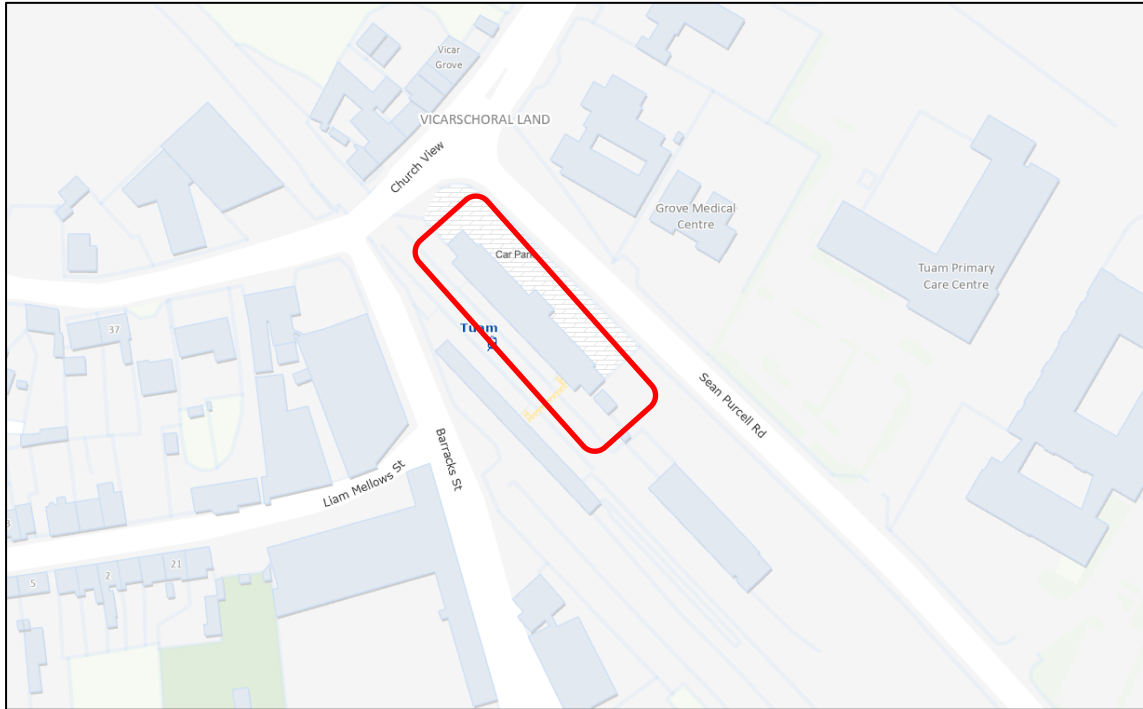 Vicar
Grove
VICARSCHORAL LAND
Church View
Grove Medical
Centre
Car Park
Tuam Primary
Care Centre
Tuam
37
Sean Purcell Rd
Barracks St
Liam Mellows St
21
2
5